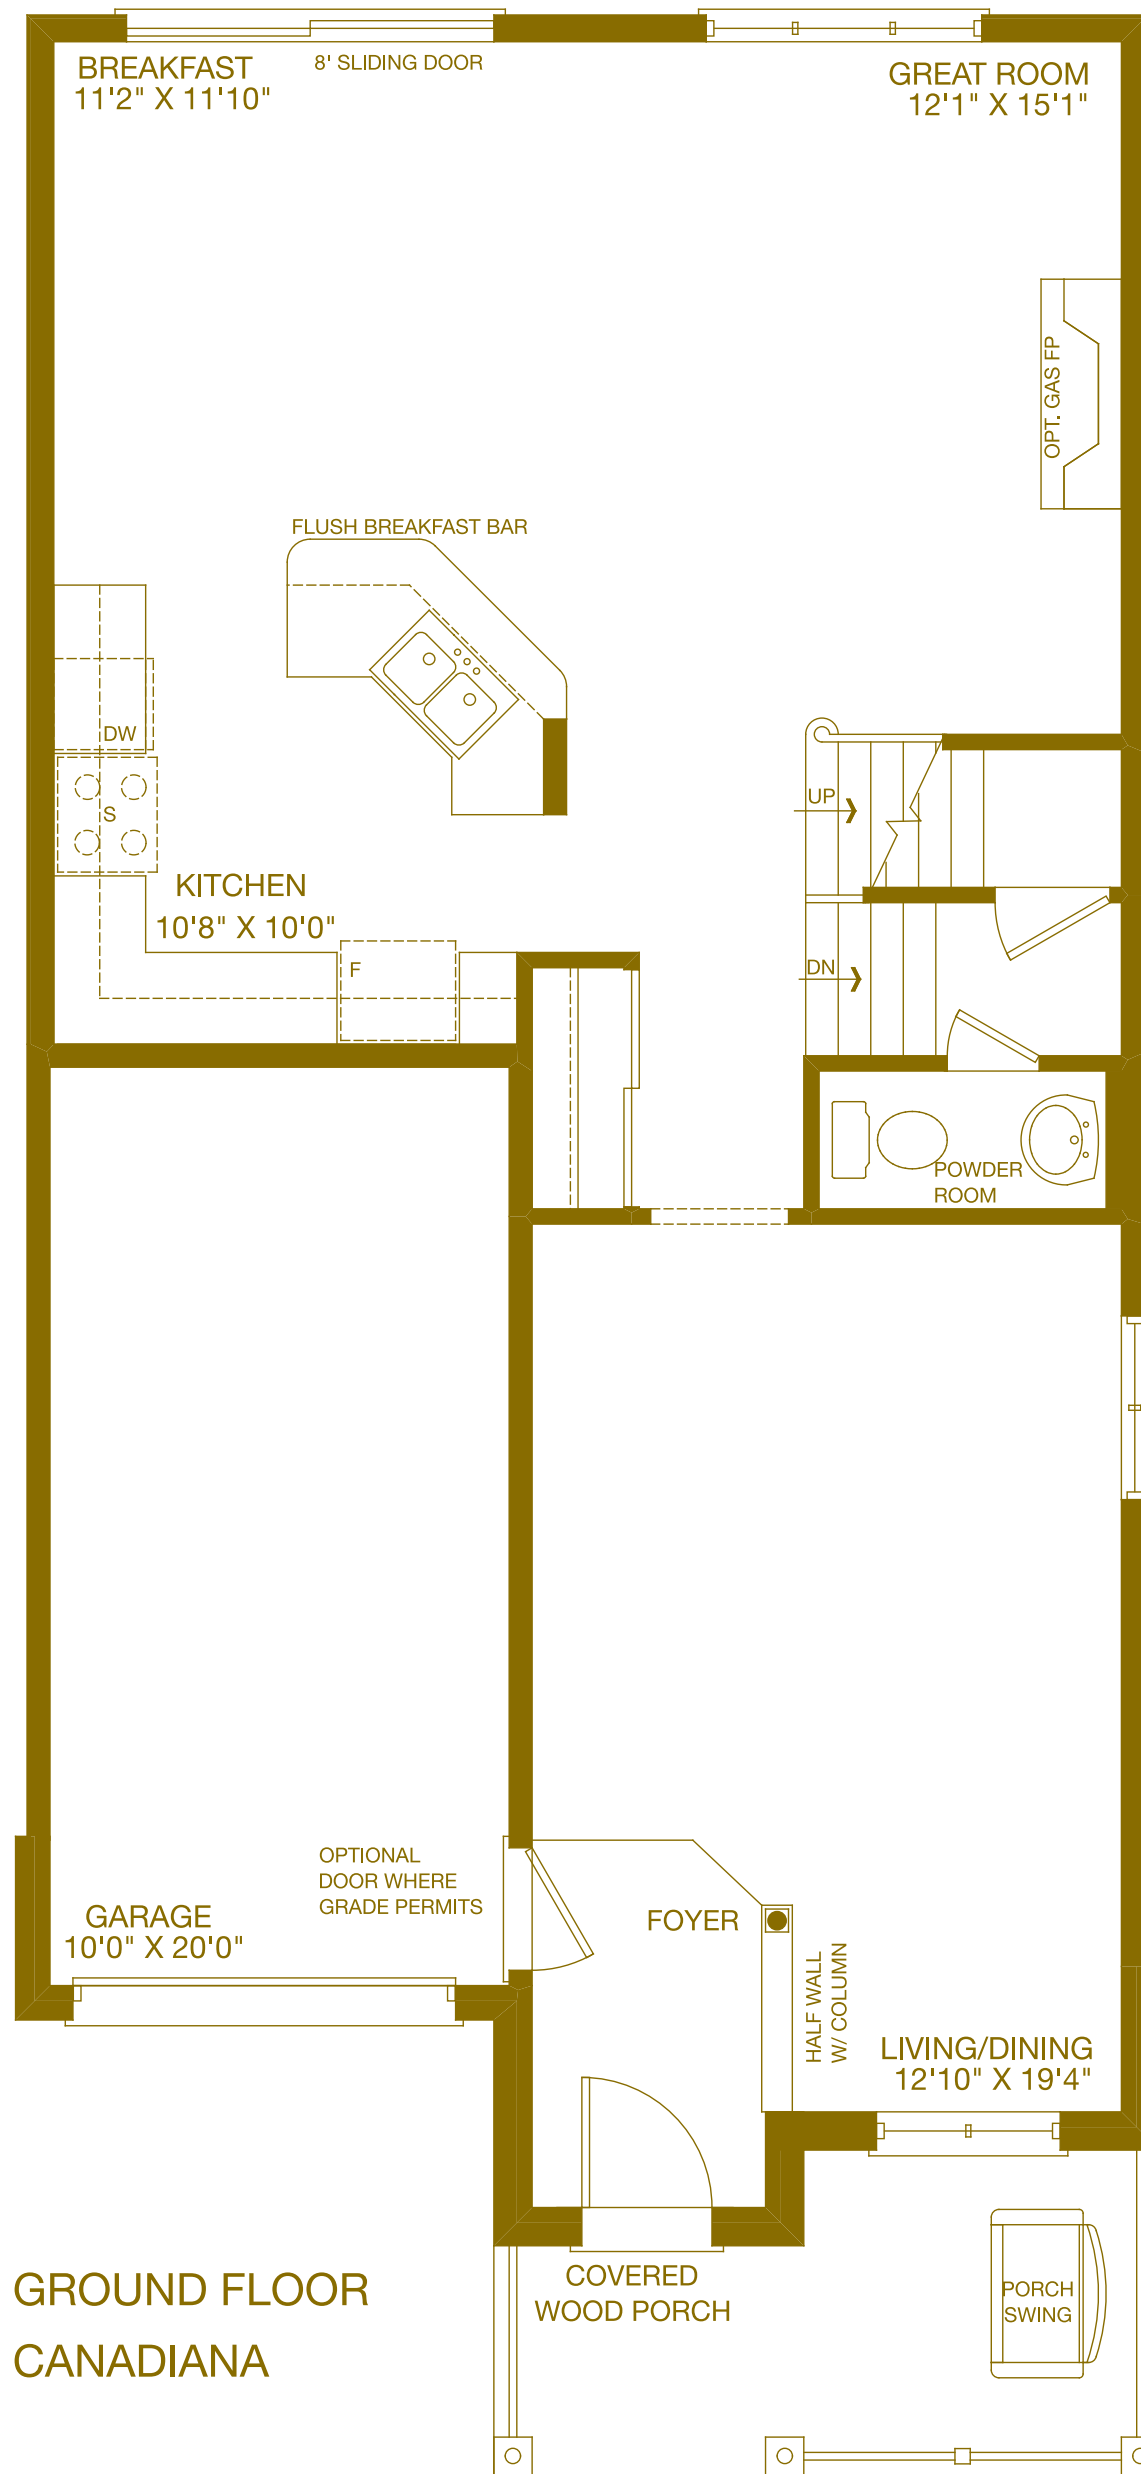 BREAKFAST
11'2" X 11'10"
8' SLIDING DOOR
GREAT ROOM
12'1" X 15'1"
OPT. GAS FP
FLUSH BREAKFAST BAR
DW
S
UP
KITCHEN
10'8" X 10'0"
F
DN
POWDER
ROOM
OPTIONAL
DOOR WHERE
GRADE PERMITS
GARAGE
10'0" X 20'0"
FOYER
HALF WALL
W/ COLUMN
LIVING/DINING
12'10" X 19'4"
COVERED
WOOD PORCH
PORCH
SWING
GROUND FLOOR
CANADIANA